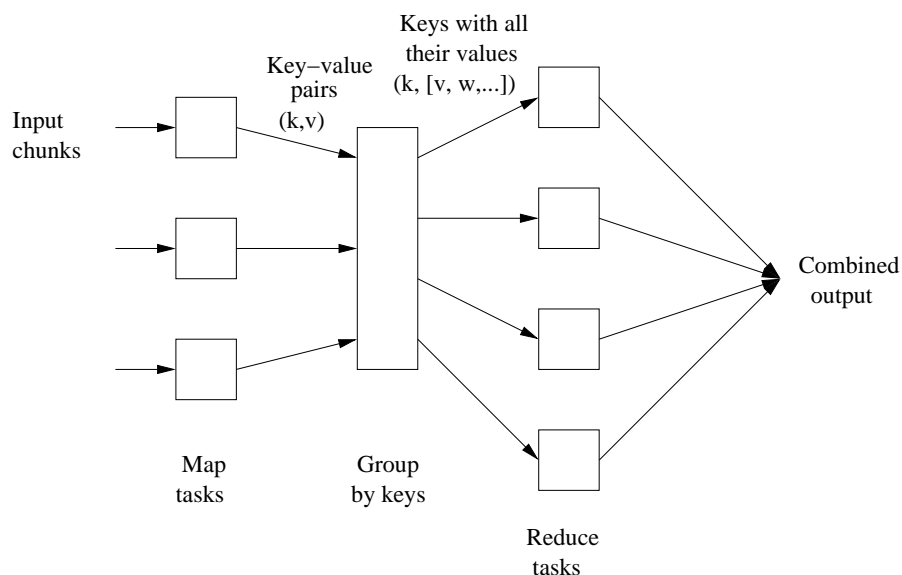 Keys with all
their values
(k, [v, w,...])
Key−value
pairs
(k,v)
Input
chunks
Combined
output
Map
tasks
Group
by keys
Reduce
tasks